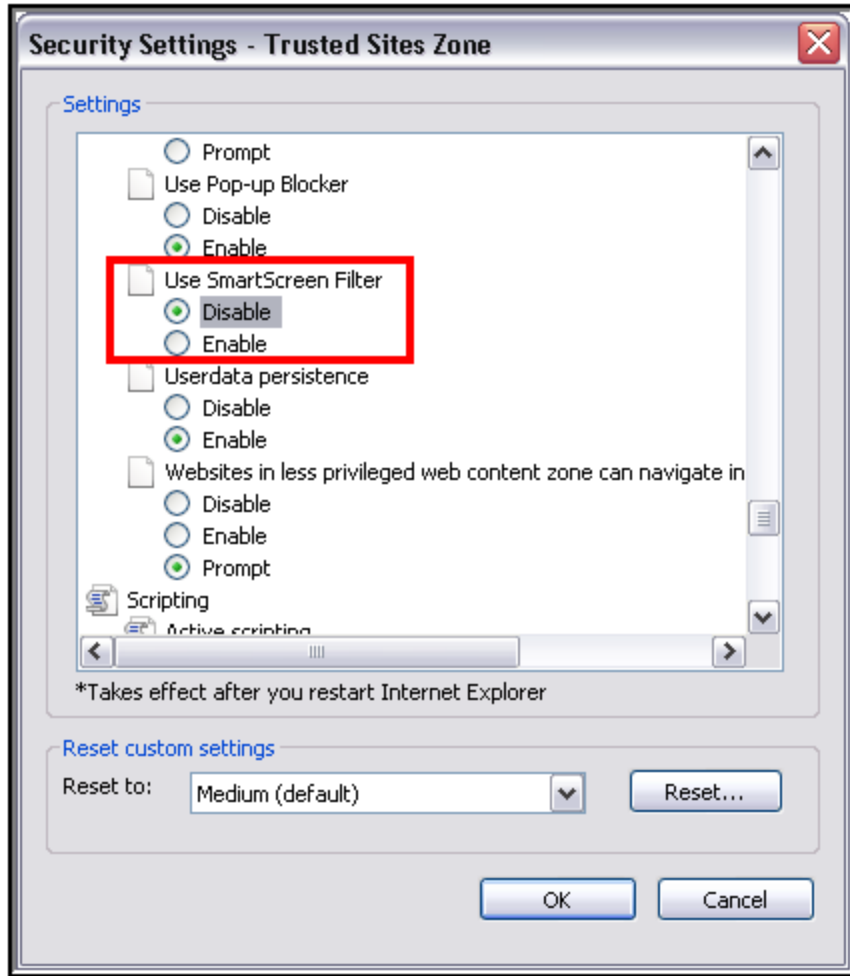 Security Settings - Trusted Sites Zone
Settings
Prompt
Use Pop-up Blocker
Disable
Enable
Use SmartScreen Filter
Disable
Enable
Userdata persistence
Disable
Enable
Websites in less privileged web content zone can navigate in
Disable
Enable
Prompt
Scripting
Active scripting
*Takes effect after you restart Internet Explorer
Reset custom settings
Reset to:
Medium (default)
Reset...
OK
Cancel